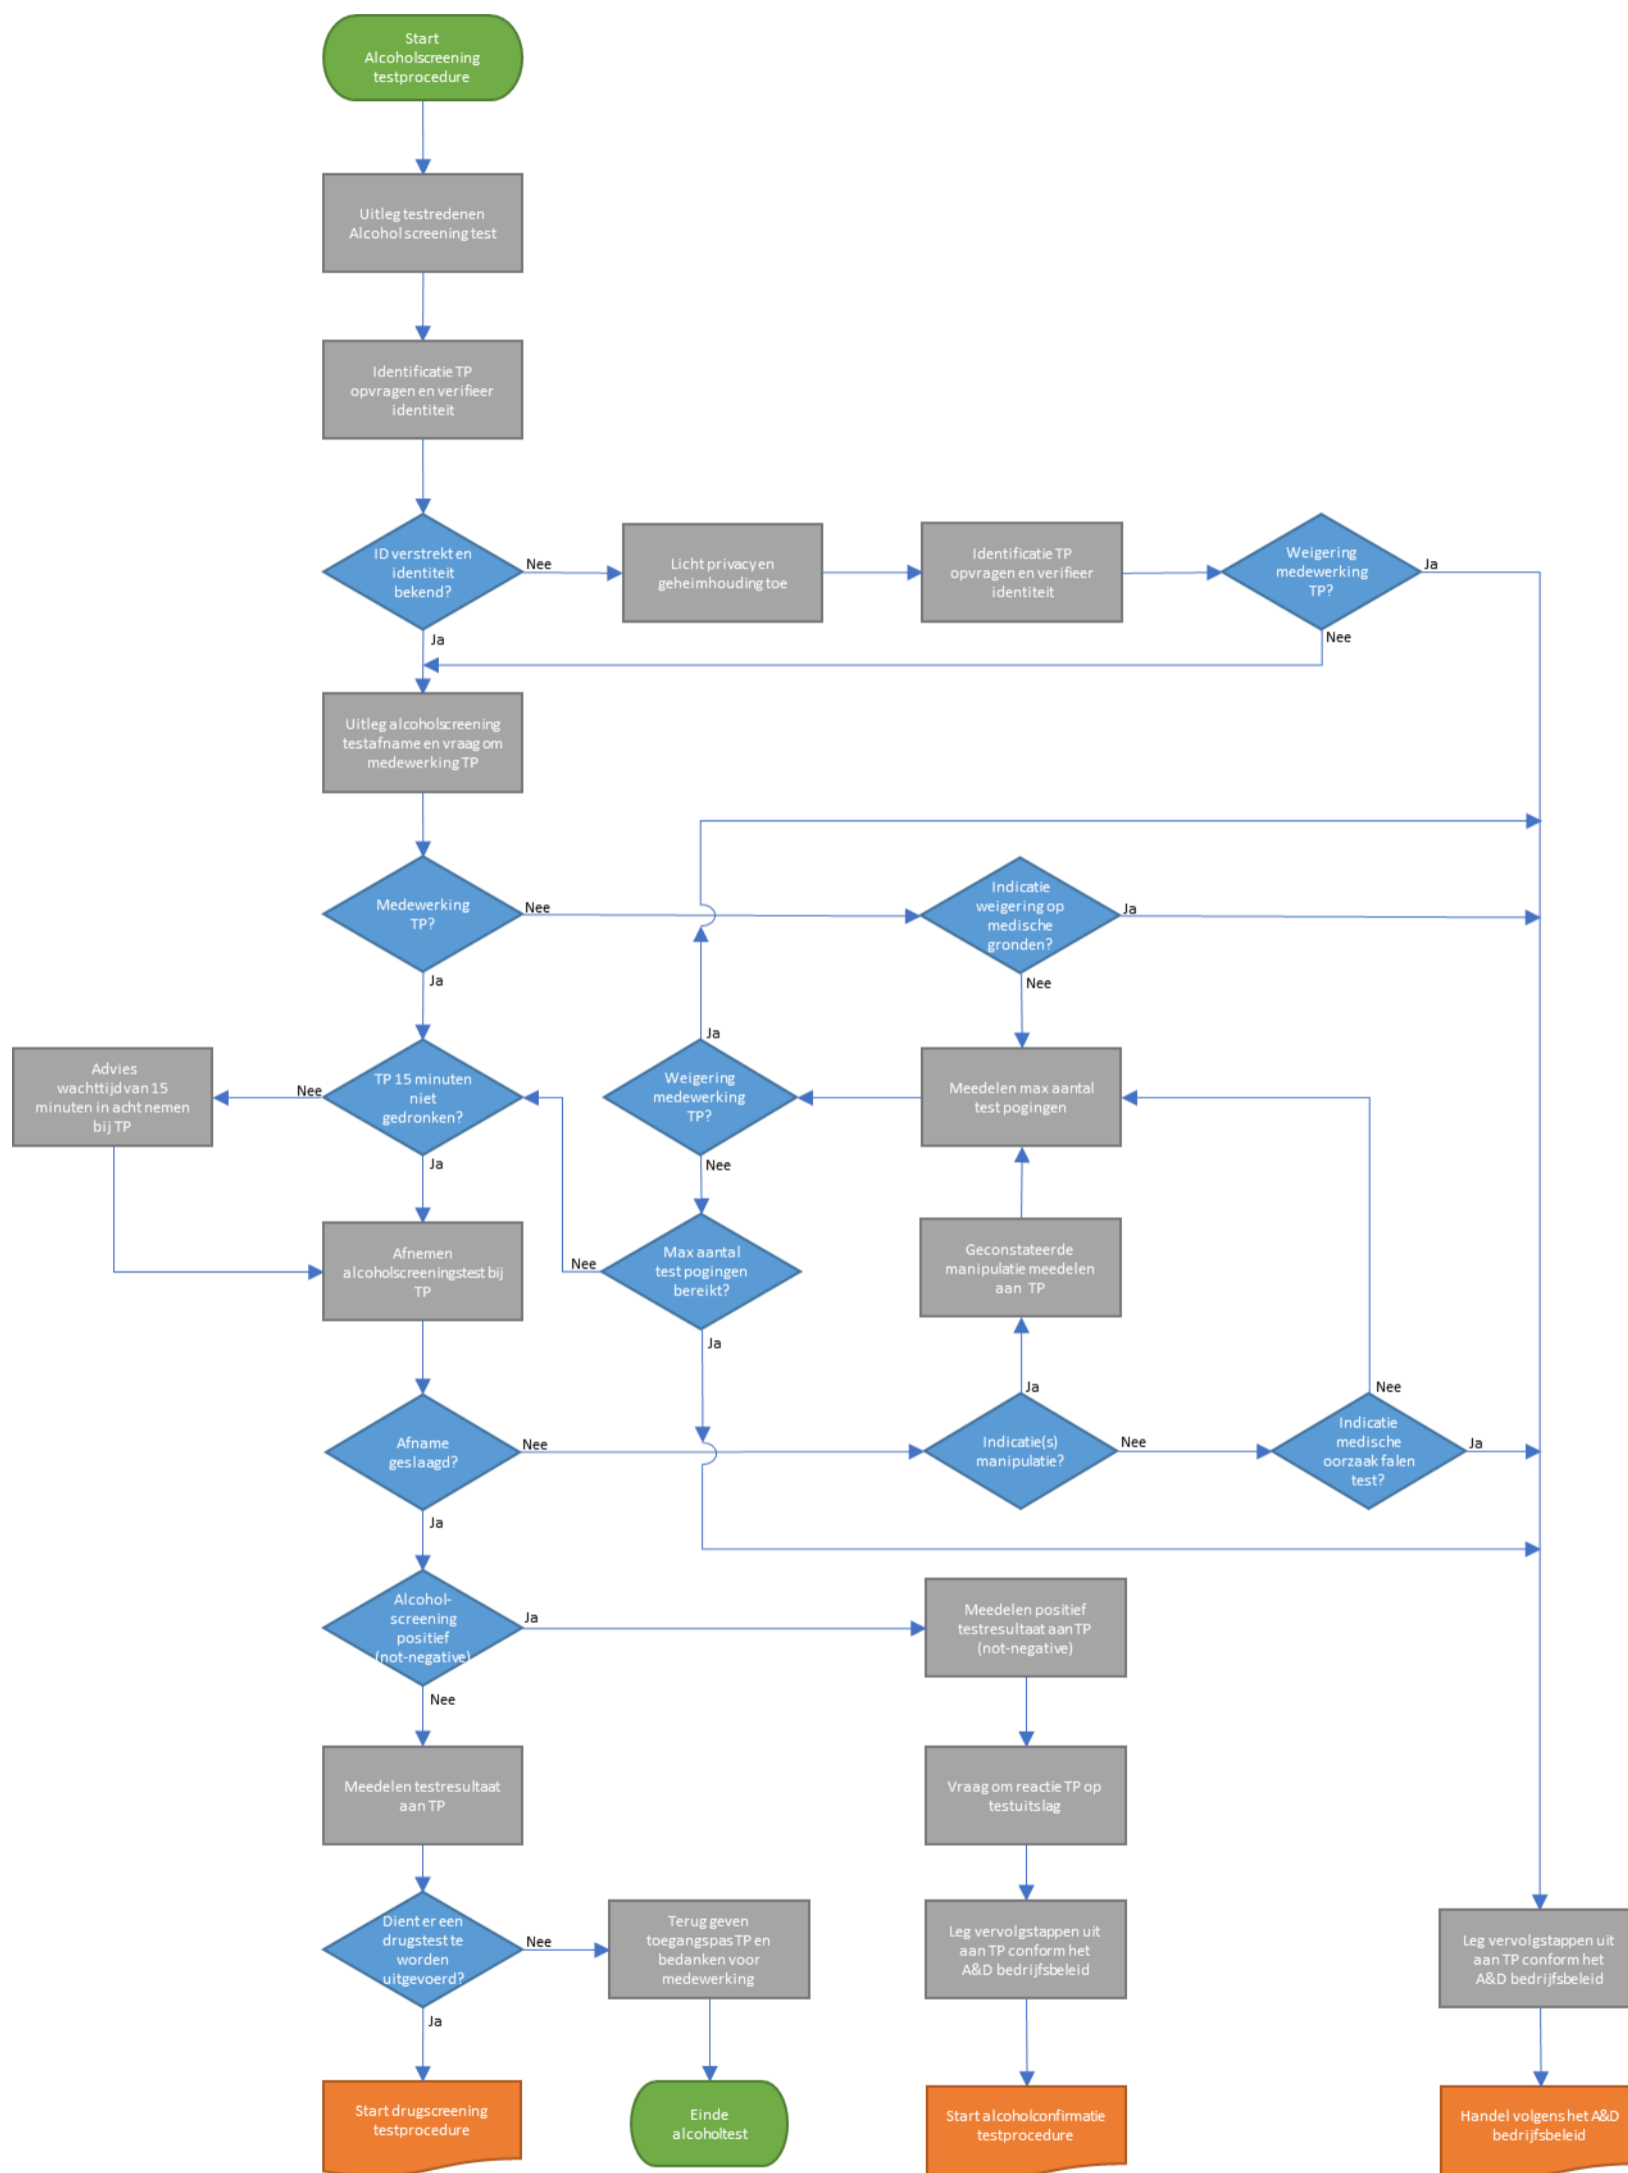 Start
Alcoholscreening
testprocedure
Uitleg testredenen
Alcohol screening test
Identificatie TP
opvragen en verifieer
identiteit
ID verstrekt en
identiteit
bekend?
Nee
Ja
Licht privacy en
geheimhouding toe
Identificatie TP
opvragen en verifieer
identiteit
Weigering
medewerking
TP?
Ja
Nee
Uitleg alcoholscreening
testafname en vraag om
medewerking TP
Medewerking
TP?
Nee
Ja
Indicatie
weigering op
medische
gronden?
Ja
Nee
Advies
wachttijd van 15
minuten in acht nemen
bij TP
Nee
TP 15 minuten
niet
gedronken?
Ja
Ja
Weigering
medewerking
TP?
Nee
Meedelen max aantal
test pogingen
Afnemen
alcoholscreeningstest bij
TP
Nee
Max aantal
test pogingen
bereikt?
Ja
Geconstateerde
manipulatie meedelen
aan TP
Afname
geslaagd?
Nee
Ja
Ja
Indicatie(s)
manipulatie?
Nee
Nee
Indicatie
medische
oorzaak falen
test?
Ja
Alcohol-
screening
positief
(not-negative)
Ja
Nee
Meedelen positief
testresultaat aan TP
(not-negative)
Meedelen testresultaat
aan TP
Vraag om reactie TP op
testuitslag
Dient er een
drugstest te
worden
uitgevoerd?
Nee
Ja
Terug geven
toegangspas TP en
bedanken voor
medewerking
Leg vervolgstappen uit
aan TP conform het
A&D bedrijfsbeleid
Leg vervolgstappen uit
aan TP conform het
A&D bedrijfsbeleid
Start drugscreening
testprocedure
Einde
alcoholtest
Start alcoholconfirmatie
testprocedure
Handel volgens het A&D
bedrijfsbeleid